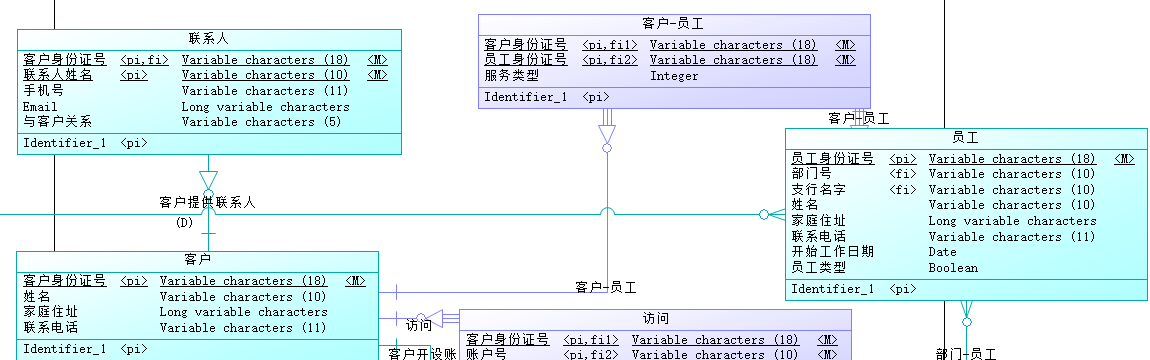 联系人
客户身份证号 <pi,fi> Variable characters (18) <M>
联系人姓名 <pi> Variable characters (10) <M>
手机号 Variable characters (11)
Email Long variable characters
与客户关系 Variable characters (5)
Identifier_1 <pi>
客户-员工
客户身份证号 <pi,fi1> Variable characters (18) <M>
员工身份证号 <pi,fi2> Variable characters (18) <M>
服务类型 Integer
Identifier_1 <pi>
客户-员工
员工
员工身份证号 <pi> Variable characters (18) <M>
部门号 <fi> Variable characters (10)
支行名字 <fi> Variable characters (10)
姓名 Variable characters (10)
家庭住址 Long variable characters
联系电话 Variable characters (11)
开始工作日期 Date
员工类型 Boolean
Identifier_1 <pi>
客户提供联系人
(D)
客户
客户身份证号 <pi> Variable characters (18) <M>
姓名 Variable characters (10)
家庭住址 Long variable characters
联系电话 Variable characters (11)
Identifier_1 <pi>
客户-员工
访问
访问
客户身份证号 <pi,fi1> Variable characters (18) <M>
账户号 <pi,fi2> Variable characters (10) <M>
客户开设账
部门-员工